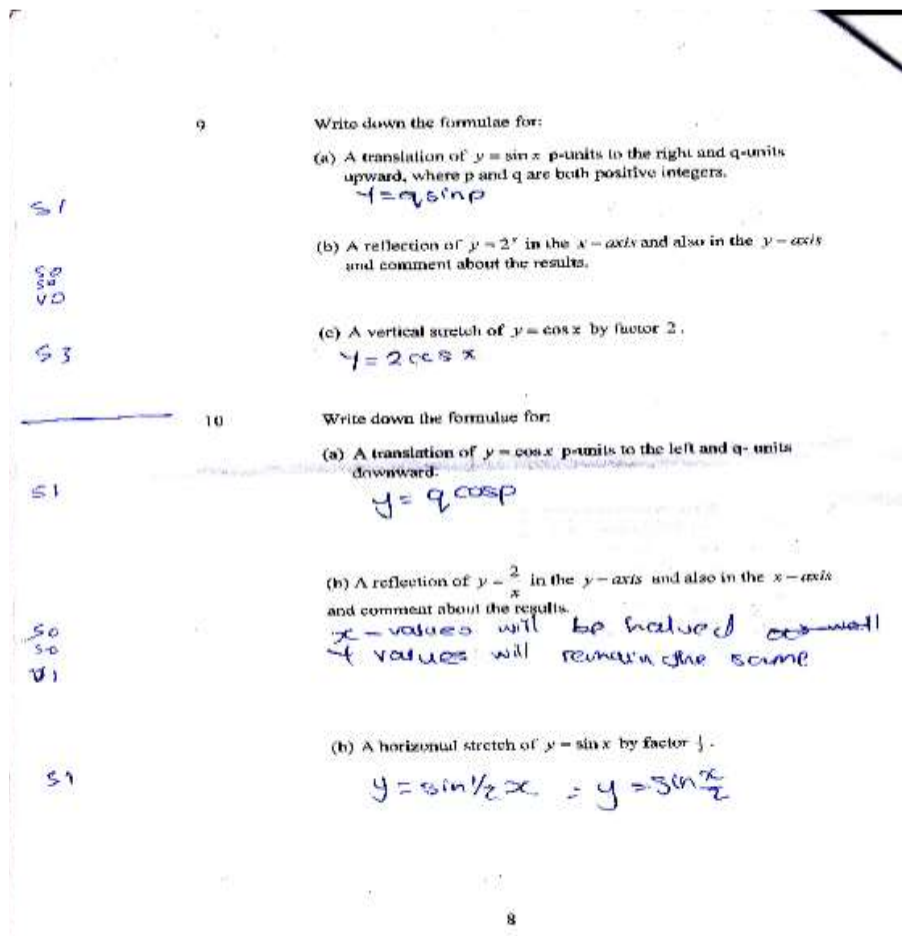 9 Write down the formulae for:
(a) A translation of y = sin x p-units to the right and q-units
upward, where p and q are both positive integers.
S1 Y = q sin p
(b) A reflection of y = 2ˣ in the x – axis and also in the y – axis
and comment about the results.
S0
S0
V0
(c) A vertical stretch of y = cos x by factor 2.
S3 Y = 2 cos x
10 Write down the formulae for:
(a) A translation of y = cos x p-units to the left and q- units
downward.
S1 y = q cos p
(b) A reflection of y = 2/x in the y – axis and also in the x – axis
and comment about the results.
S0 x – values will be halved
S0 Y values will remain the same
V1
(b) A horizontal stretch of y = sin x by factor
S1 y = sin 1/2 x = y = sin x/2
8